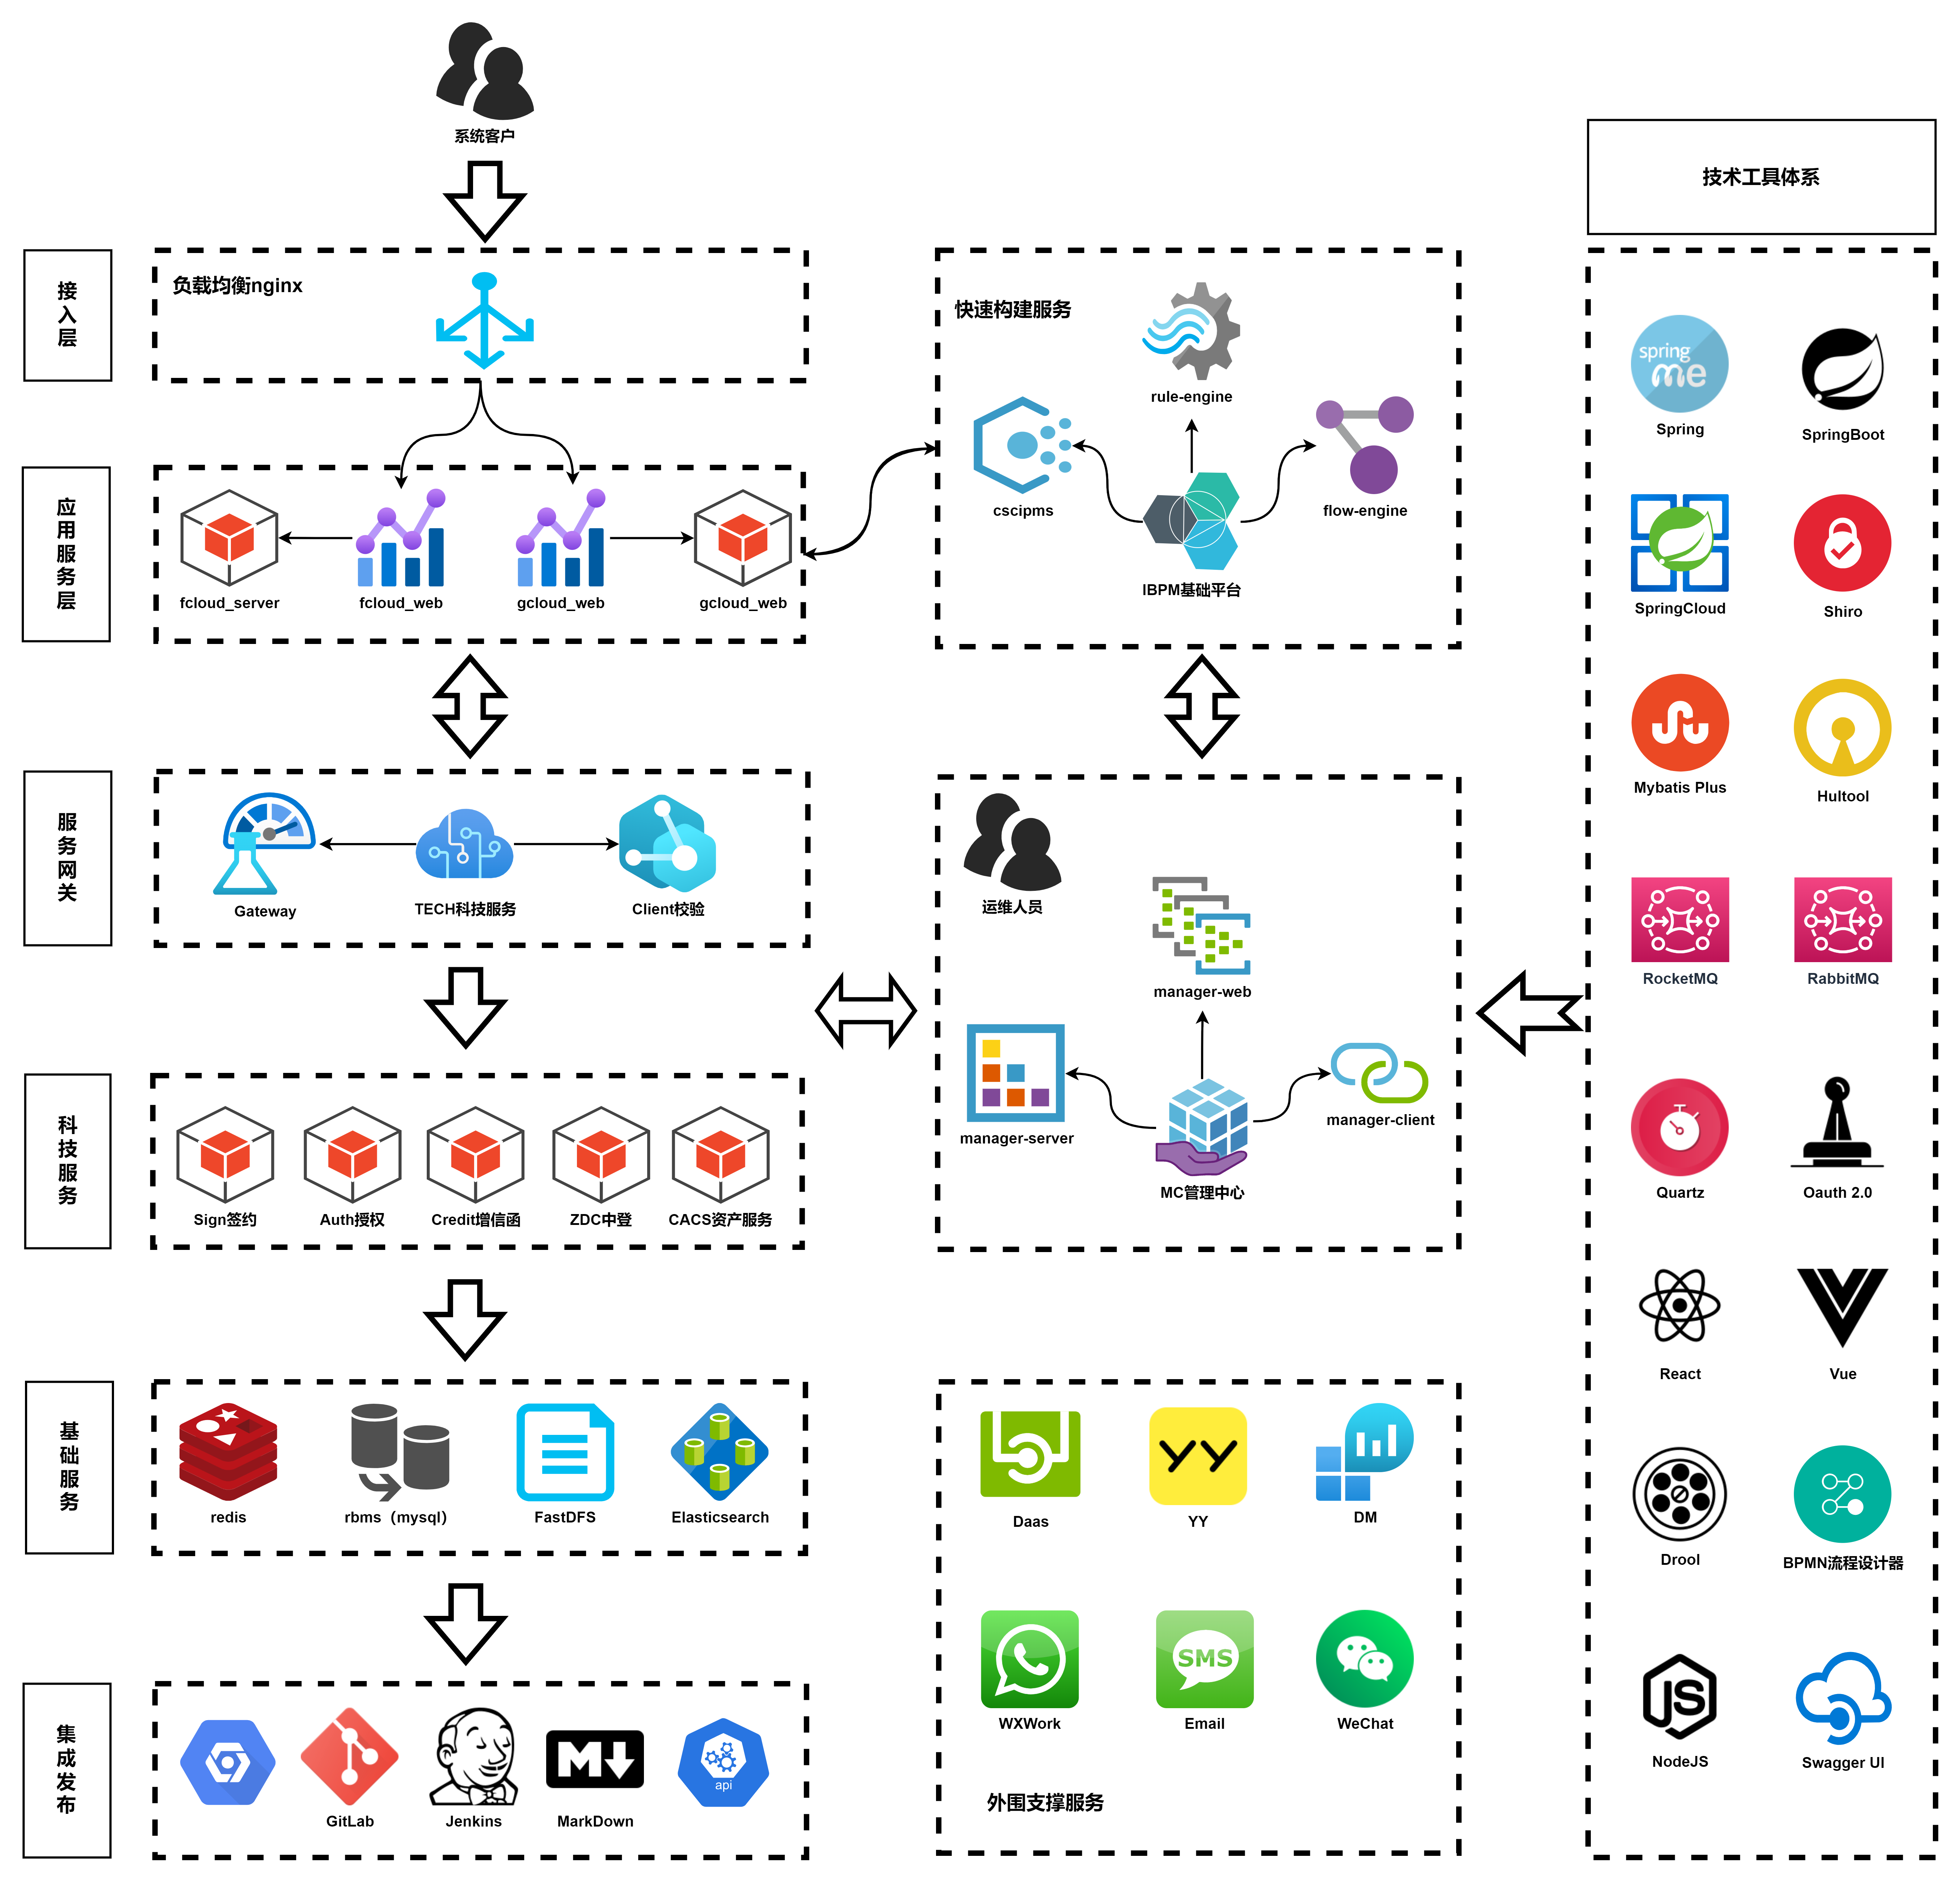 系统客户
技术工具体系
接入层
负载均衡nginx
快速构建服务
rule-engine
cscipms
flow-engine
IBPM基础平台
应用服务层
fcloud_server
fcloud_web
gcloud_web
gcloud_web
服务网关
Gateway
TECH科技服务
Client校验
运维人员
manager-web
manager-server
manager-client
MC管理中心
科技服务
Sign签约
Auth授权
Credit增信函
ZDC中登
CACS资产服务
基础服务
redis
rbms（mysql）
FastDFS
Elasticsearch
Daas
YY
YY
DM
WXWork
SMS
Email
WeChat
外围支撑服务
集成发布
GitLab
Jenkins
M
MarkDown
api
spring
me
Spring
SpringBoot
SpringCloud
Shiro
Mybatis Plus
Hultool
RocketMQ
RabbitMQ
Quartz
Oauth 2.0
React
Vue
Drool
BPMN流程设计器
JS
NodeJS
Swagger UI